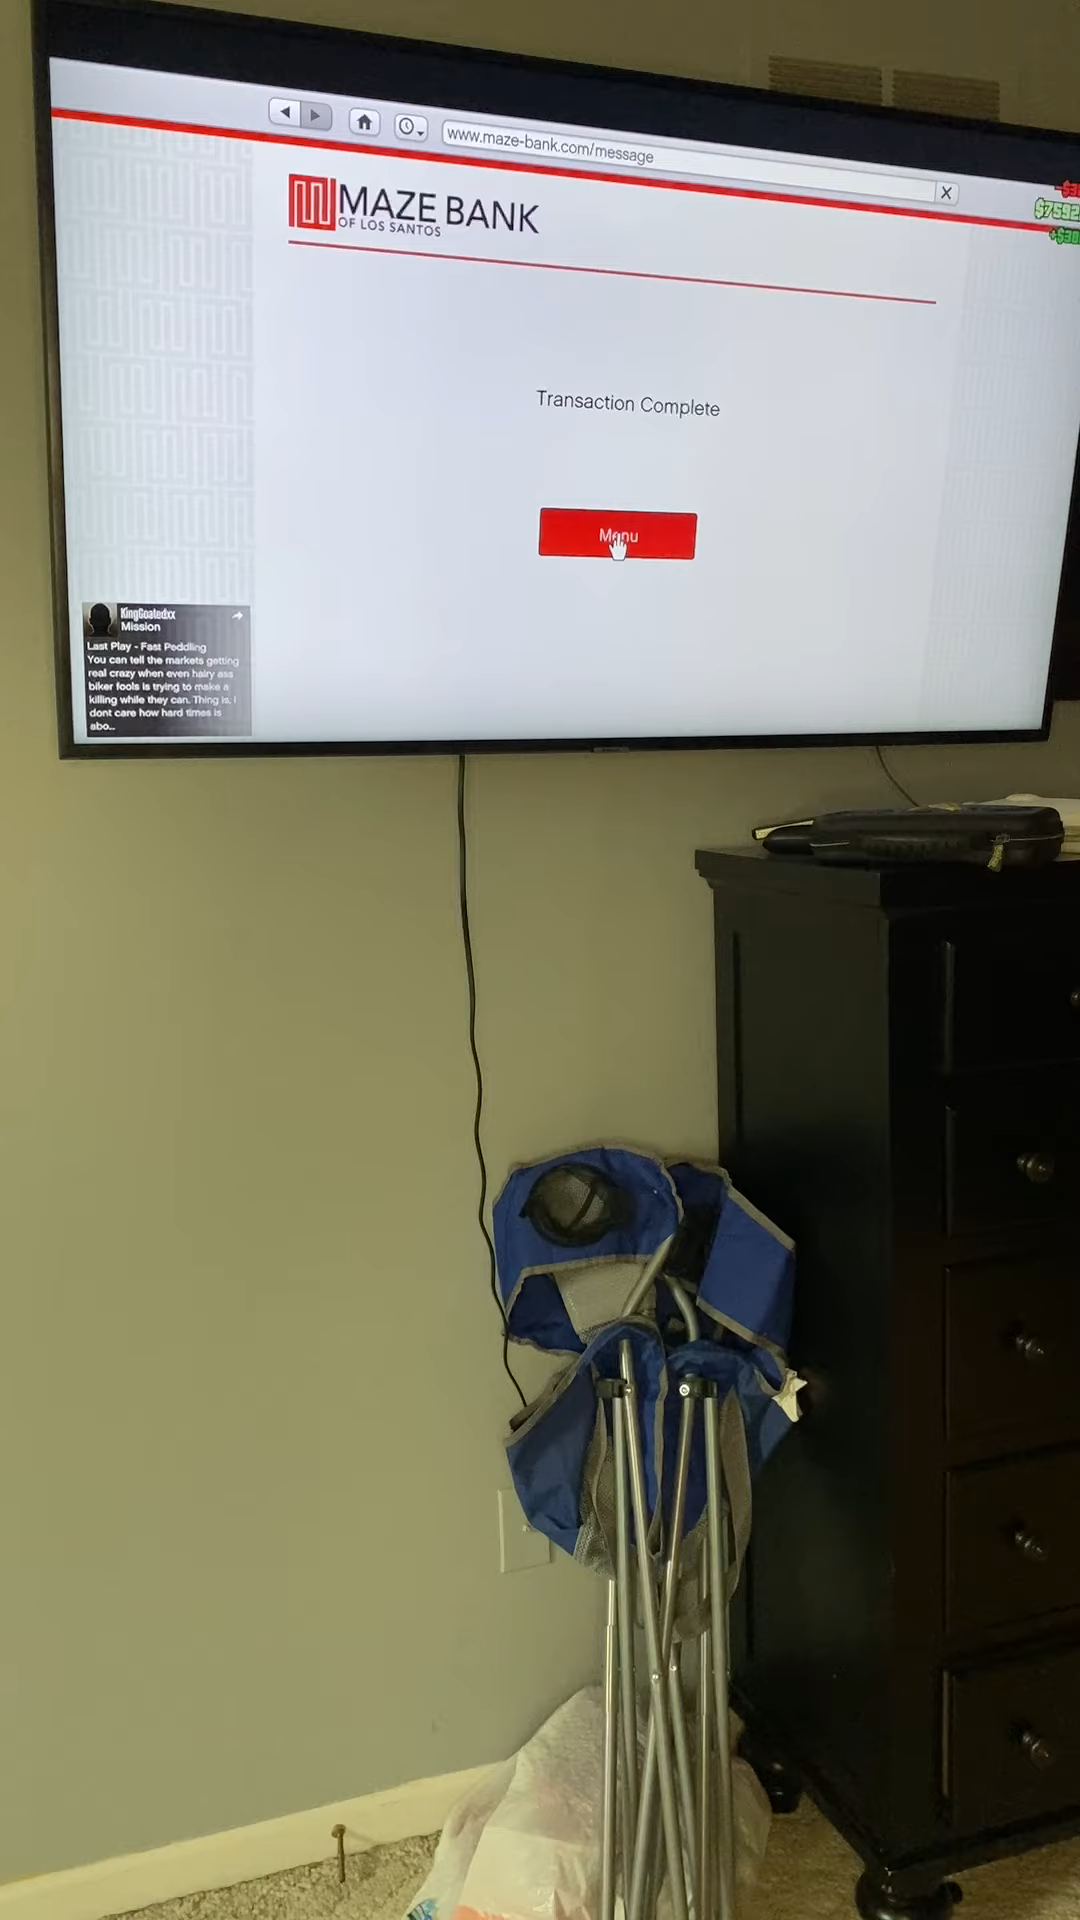 www.maze-bank.com/message
MAZE BANK
OF LOS SANTOS
Transaction Complete
Menu
KingGoatedxx
Mission
Last Play - Fast Peddling
You can tell the markets getting
real crazy when even hairy ass
biker fools is trying to make a
killing while they can. Thing is, I
dont care how hard times is
abo...